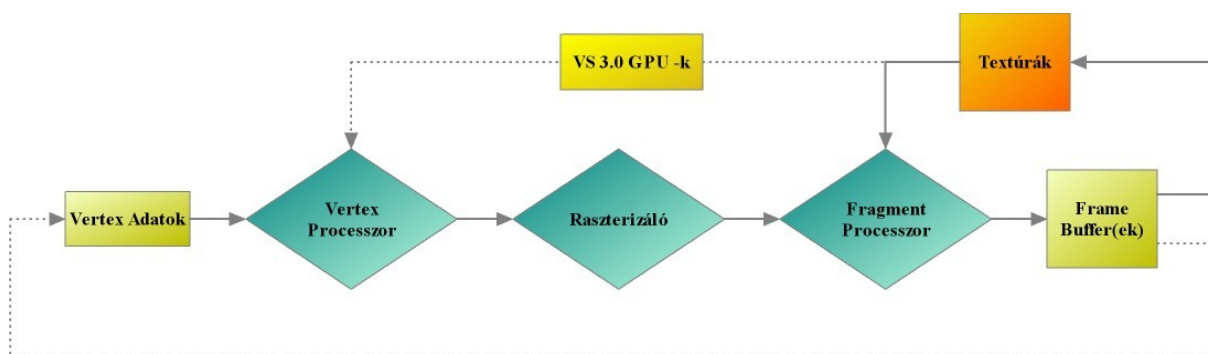 VS 3.0 GPU -k
Textúrák
Vertex Adatok
Vertex
Processzor
Raszterizáló
Fragment
Processzor
Frame
Buffer(ek)